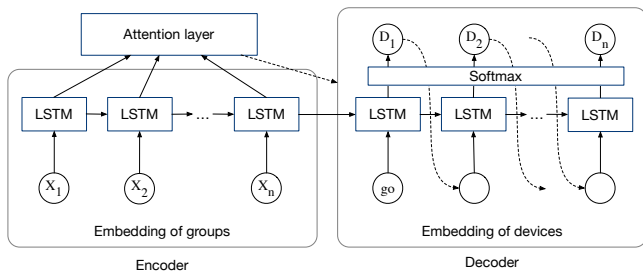 Attention layer
D1 D2 Dn
Softmax
LSTM LSTM ... LSTM LSTM LSTM ... LSTM
X1 X2 Xn go
Embedding of groups Embedding of devices
Encoder Decoder